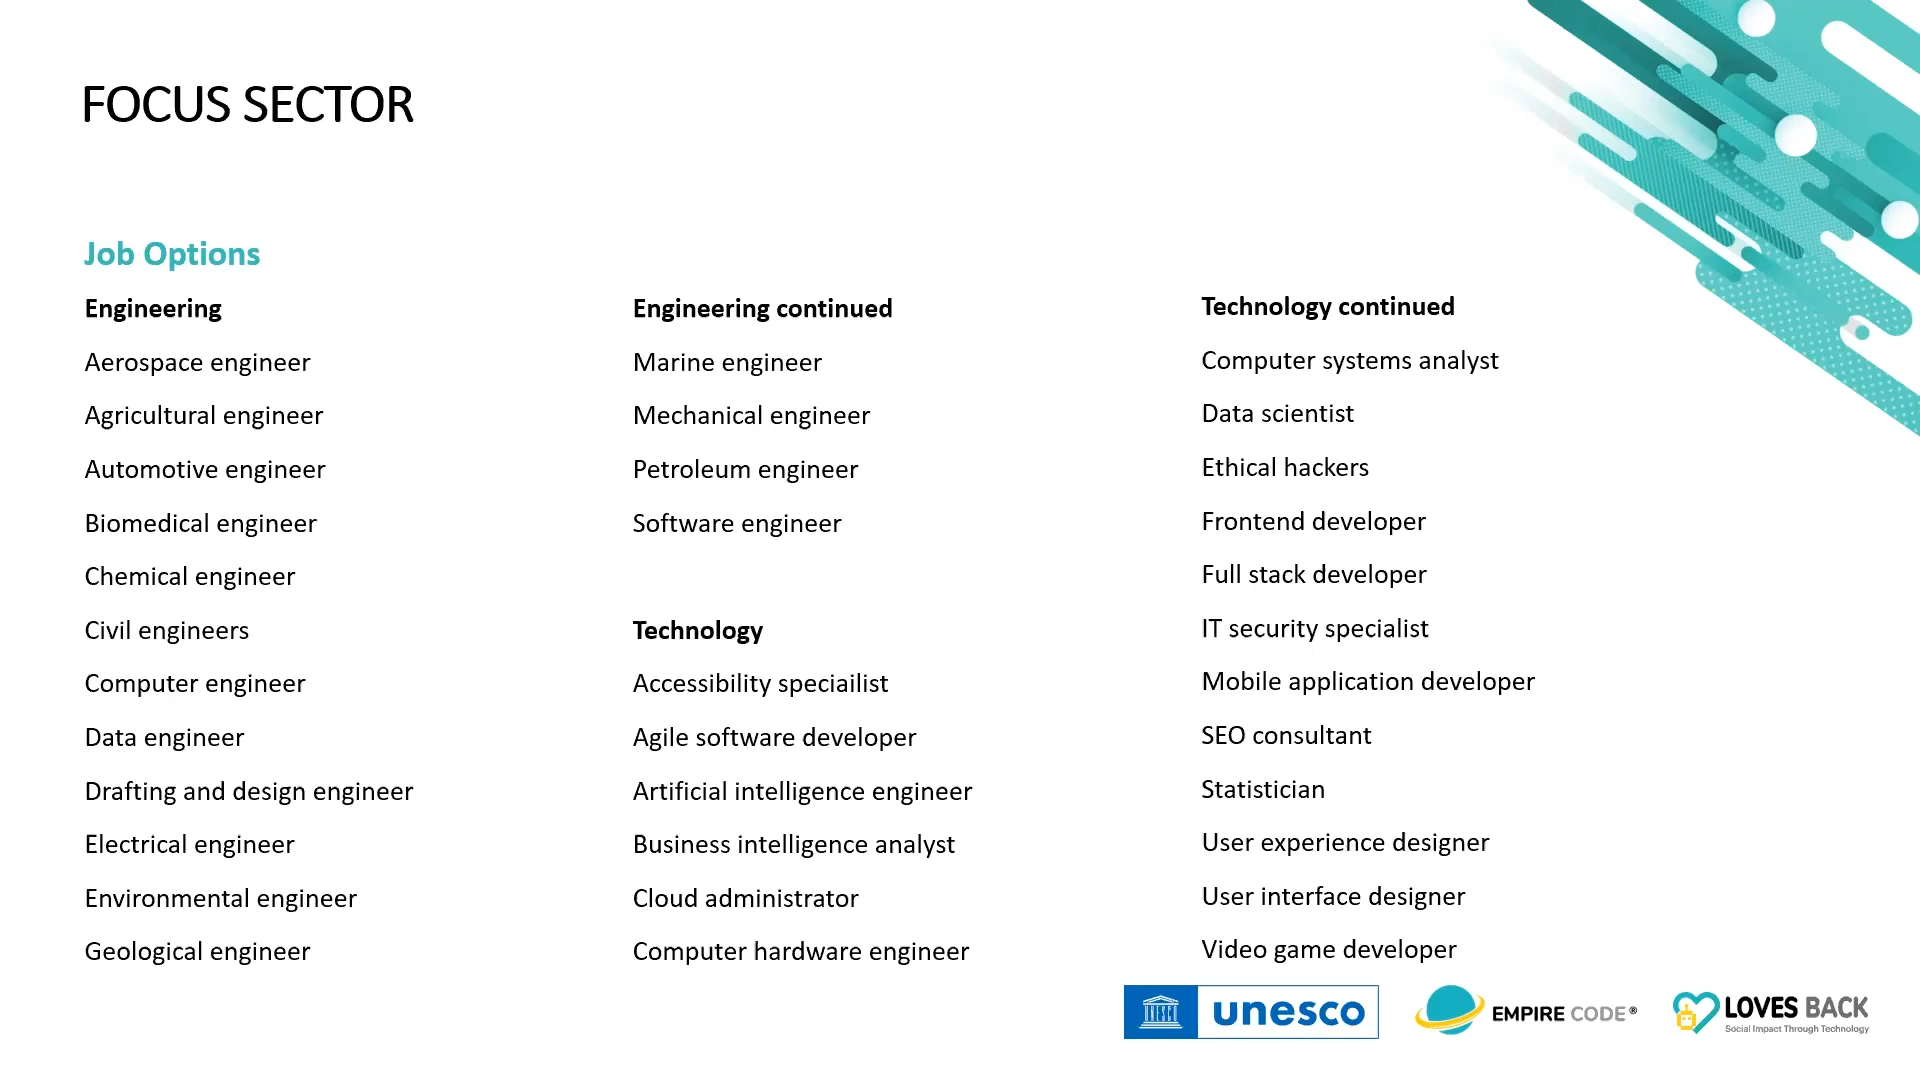 FOCUS SECTOR
Job Options
Engineering
Aerospace engineer
Agricultural engineer
Automotive engineer
Biomedical engineer
Chemical engineer
Civil engineers
Computer engineer
Data engineer
Drafting and design engineer
Electrical engineer
Environmental engineer
Geological engineer
Engineering continued
Marine engineer
Mechanical engineer
Petroleum engineer
Software engineer
Technology
Accessibility speciailist
Agile software developer
Artificial intelligence engineer
Business intelligence analyst
Cloud administrator
Computer hardware engineer
Technology continued
Computer systems analyst
Data scientist
Ethical hackers
Frontend developer
Full stack developer
IT security specialist
Mobile application developer
SEO consultant
Statistician
User experience designer
User interface designer
Video game developer
UNESCO
unesco
EMPIRE CODE®
LOVES BACK
Social Impact Through Technology